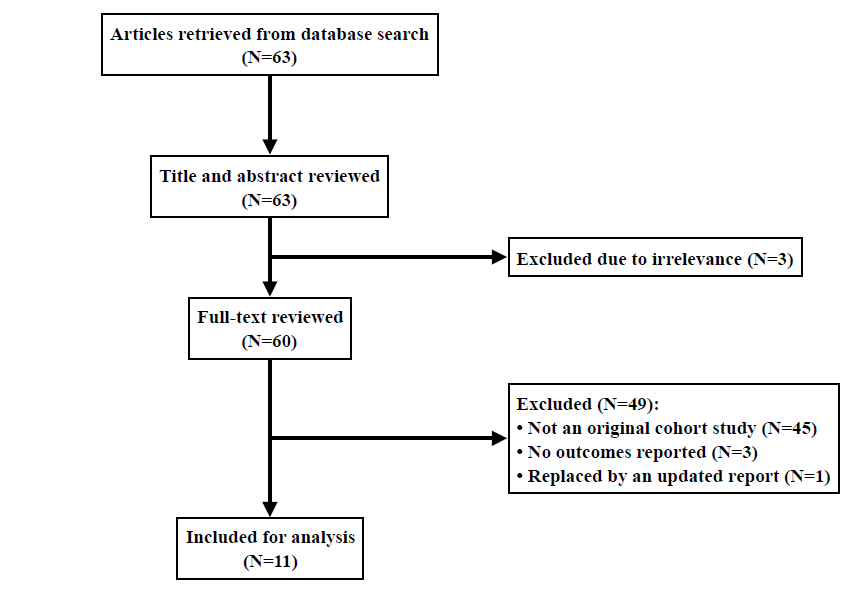 Articles retrieved from database search
(N=63)
Title and abstract reviewed
(N=63)
Excluded due to irrelevance (N=3)
Full-text reviewed
(N=60)
Excluded (N=49):
• Not an original cohort study (N=45)
• No outcomes reported (N=3)
• Replaced by an updated report (N=1)
Included for analysis
(N=11)